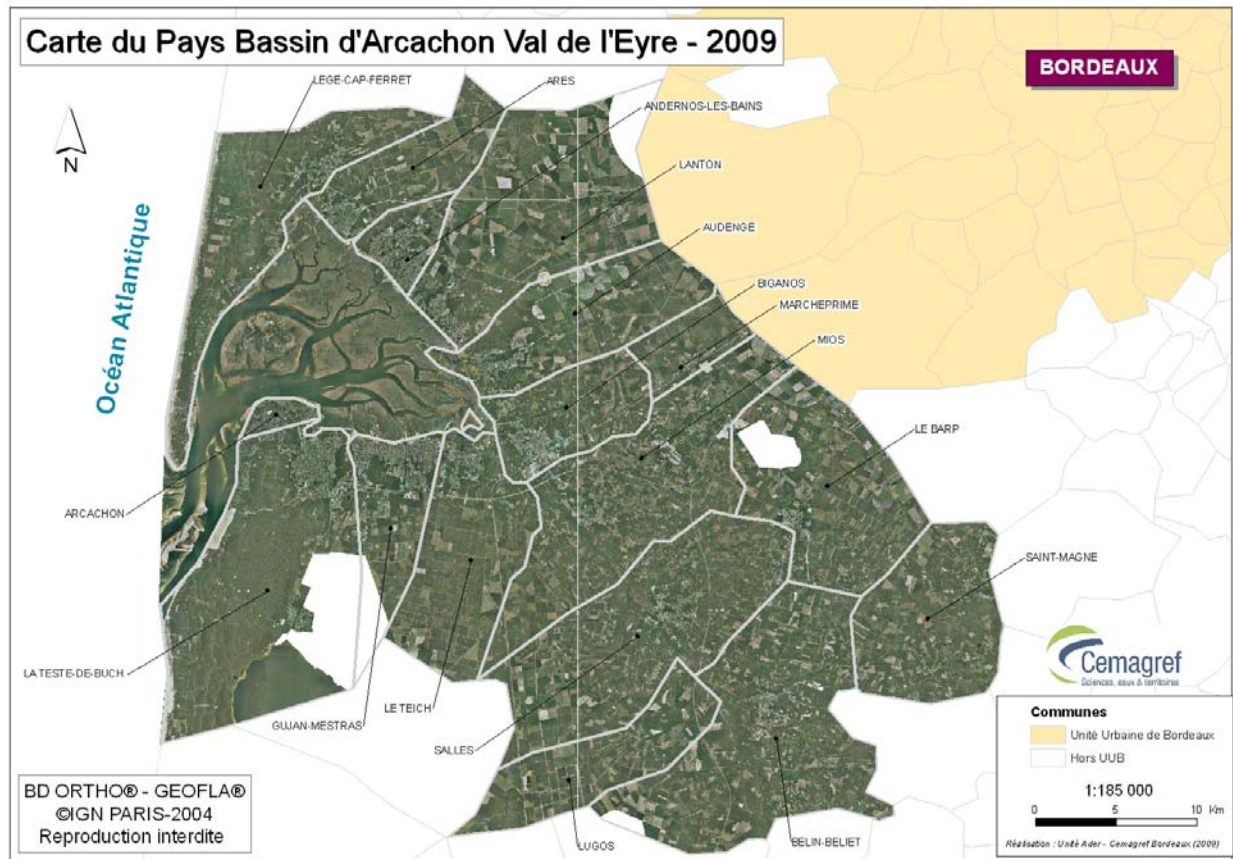 Carte du Pays Bassin d'Arcachon Val de l'Eyre - 2009
BORDEAUX
LEGE-CAP-FERRET
ARES
ANDERNOS-LES-BAINS
N
LANTON
AUDENGE
Océan Atlantique
BIGANOS
MARCHEPRIME
MIOS
LE BARP
ARCACHON
SAINT-MAGNE
LA TESTE-DE-BUCH
GUJAN-MESTRAS
LE TEICH
SALLES
LUGOS
BELIN-BELIET
Cemagref
Sciences, eaux & territoires
Communes
Unité Urbaine de Bordeaux
Hors UUB
1:185 000
0 5 10 Km
Réalisation : Unité Ader - Cemagref Bordeaux (2009)
BD ORTHO® - GEOFLA®
©IGN PARIS-2004
Reproduction interdite